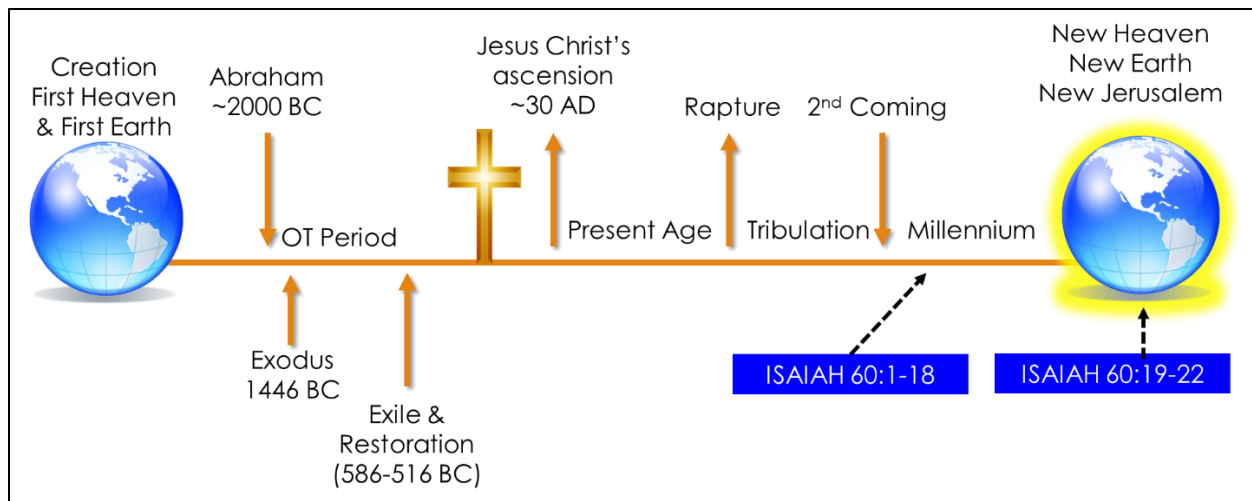 Creation
First Heaven
& First Earth
Abraham
~2000 BC
Jesus Christ's
ascension
~30 AD
Rapture
2nd Coming
New Heaven
New Earth
New Jerusalem
OT Period
Present Age
Tribulation
Millennium
Exodus
1446 BC
Exile &
Restoration
(586-516 BC)
ISAIAH 60:1-18
ISAIAH 60:19-22